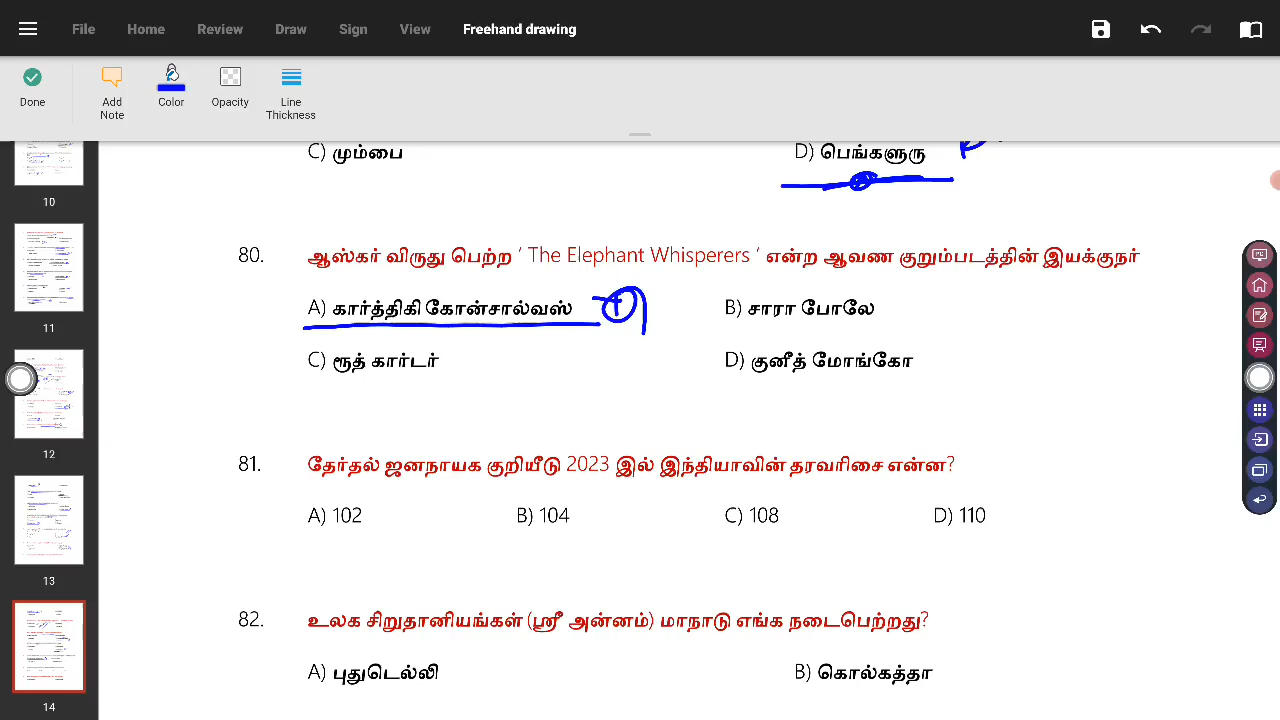 File Home Review Draw Sign View Freehand drawing
Done Add Note Color Opacity Line Thickness
C) மும்பை D) பெங்களுரு
10
80. ஆஸ்கர் விருது பெற்ற ‘ The Elephant Whisperers ’ என்ற ஆவண குறும்படத்தின் இயக்குநர்
A) கார்த்திகி கோன்சால்வஸ் B) சாரா போலே
11
C) ரூத் கார்டர் D) குனீத் மோங்கோ
12
81. தேர்தல் ஜனநாயக குறியீடு 2023 இல் இந்தியாவின் தரவரிசை என்ன?
A) 102 B) 104 C) 108 D) 110
13
82. உலக சிறுதானியங்கள் (ஸ்ரீ அன்னம்) மாநாடு எங்க நடைபெற்றது?
A) புதுடெல்லி B) கொல்கத்தா
14